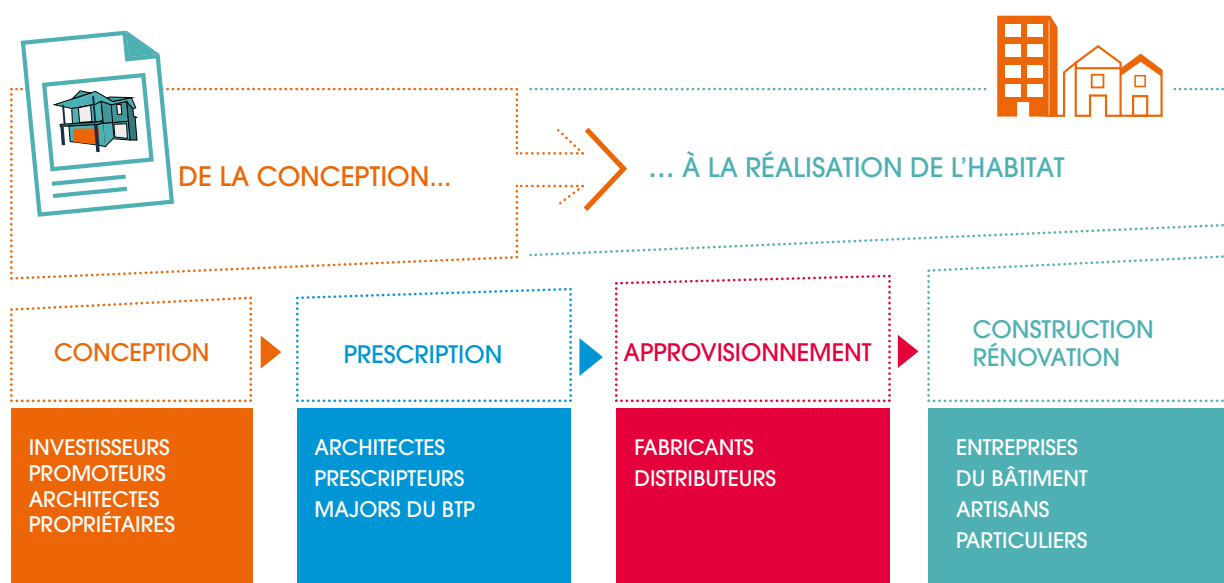 DE LA CONCEPTION...
... À LA RÉALISATION DE L'HABITAT
CONCEPTION
PRESCRIPTION
APPROVISIONNEMENT
CONSTRUCTION
RÉNOVATION
INVESTISSEURS
PROMOTEURS
ARCHITECTES
PROPRIÉTAIRES
ARCHITECTES
PRESCRIPTEURS
MAJORS DU BTP
FABRICANTS
DISTRIBUTEURS
ENTREPRISES
DU BÂTIMENT
ARTISANS
PARTICULIERS